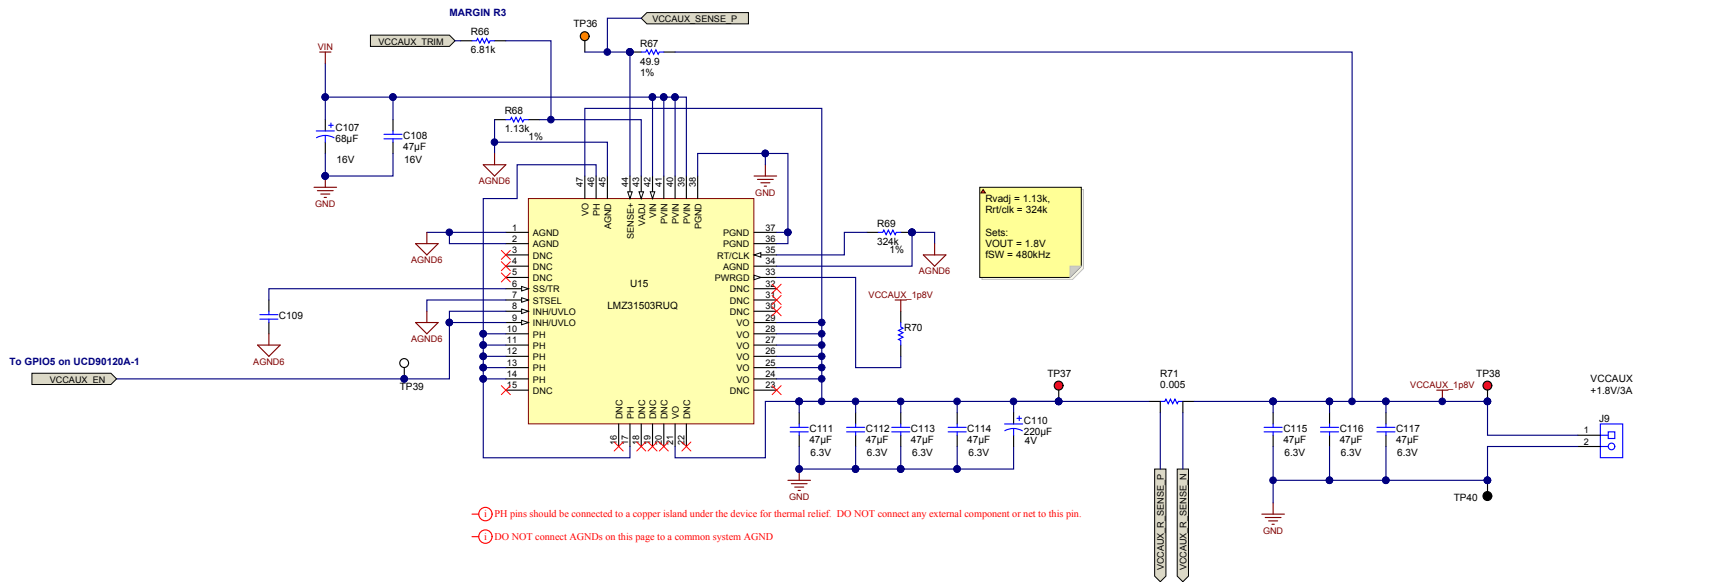 MARGIN R3
VCCAUX_TRIM
R66
6.81k
TP36
VCCAUX_SENSE_P
R67
49.9
1%
VIN
C107
68µF
16V
C108
47µF
16V
GND
R68
1.13k
1%
AGND6
GND
47
46
45
44
43
42
41
40
39
38
VO
PH
AGND
SENSE+
VADJ
VIN
PVIN
PVIN
PVIN
PGND
1 AGND
2 AGND
3 DNC
4 DNC
5 DNC
6 SS/TR
7 STSEL
8 INH/UVLO
9 INH/UVLO
10 PH
11 PH
12 PH
13 PH
14 PH
15 DNC
U15
LMZ31503RUQ
PGND 37
PGND 36
RT/CLK 35
AGND 34
PWRGD 33
DNC 32
DNC 31
DNC 30
VO 29
VO 28
VO 27
VO 26
VO 25
VO 24
DNC 23
DNC
PH
DNC
DNC
DNC
VO
DNC
16
17
18
19
20
21
22
AGND6
AGND6
C109
AGND6
To GPIO5 on UCD90120A-1
VCCAUX_EN
TP39
R69
324k
1%
AGND6
VCCAUX_1p8V
R70
Rvadj = 1.13k,
Rrt/clk = 324k
Sets:
VOUT = 1.8V
fSW = 480kHz
C111
47µF
6.3V
C112
47µF
6.3V
C113
47µF
6.3V
C114
47µF
6.3V
C110
220µF
4V
GND
TP37
R71
0.005
VCCAUX_R_SENSE_P
VCCAUX_R_SENSE_N
C115
47µF
6.3V
C116
47µF
6.3V
C117
47µF
6.3V
GND
VCCAUX_1p8V
TP38
TP40
VCCAUX
+1.8V/3A
J9
1
2
i PH pins should be connected to a copper island under the device for thermal relief. DO NOT connect any external component or net to this pin.
i DO NOT connect AGNDs on this page to a common system AGND